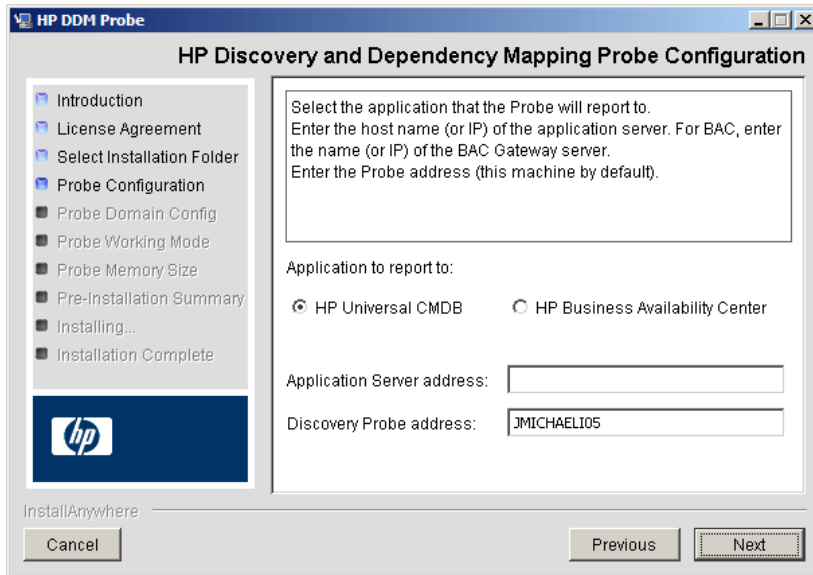 HP DDM Probe
HP Discovery and Dependency Mapping Probe Configuration
Introduction
License Agreement
Select Installation Folder
Probe Configuration
Probe Domain Config
Probe Working Mode
Probe Memory Size
Pre-Installation Summary
Installing...
Installation Complete
hp
Select the application that the Probe will report to.
Enter the host name (or IP) of the application server. For BAC, enter
the name (or IP) of the BAC Gateway server.
Enter the Probe address (this machine by default).
Application to report to:
HP Universal CMDB
HP Business Availability Center
Application Server address:
Discovery Probe address: JMICHAELI05
InstallAnywhere
Cancel
Previous
Next